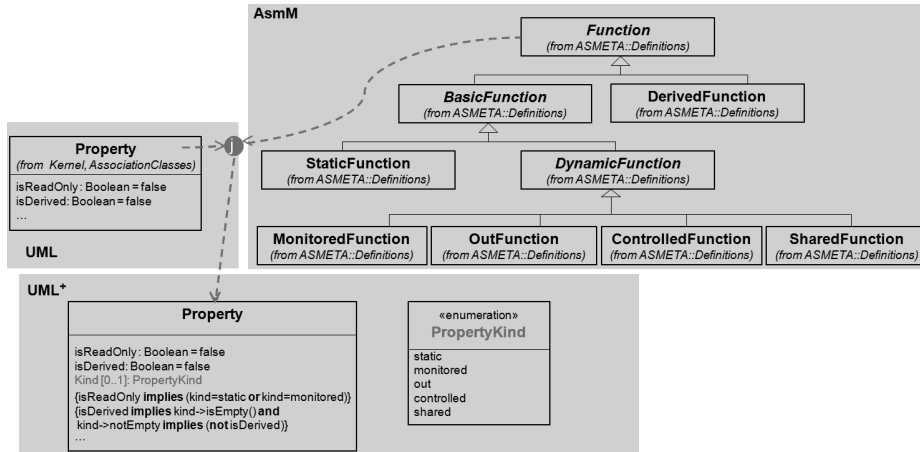 AsmM
Function
(from ASMETA::Definitions)
BasicFunction
(from ASMETA::Definitions)
DerivedFunction
(from ASMETA::Definitions)
StaticFunction
(from ASMETA::Definitions)
DynamicFunction
(from ASMETA::Definitions)
MonitoredFunction
(from ASMETA::Definitions)
OutFunction
(from ASMETA::Definitions)
ControlledFunction
(from ASMETA::Definitions)
SharedFunction
(from ASMETA::Definitions)
Property
(from Kernel, AssociationClasses)
isReadOnly: Boolean = false
isDerived: Boolean = false
...
UML
j
UML+
Property
isReadOnly: Boolean = false
isDerived: Boolean = false
Kind [0..1]: PropertyKind
{isReadOnly implies (kind=static or kind=monitored)}
{isDerived implies kind->isEmpty() and
kind->notEmpty implies (not isDerived)}
...
«enumeration»
PropertyKind
static
monitored
out
controlled
shared